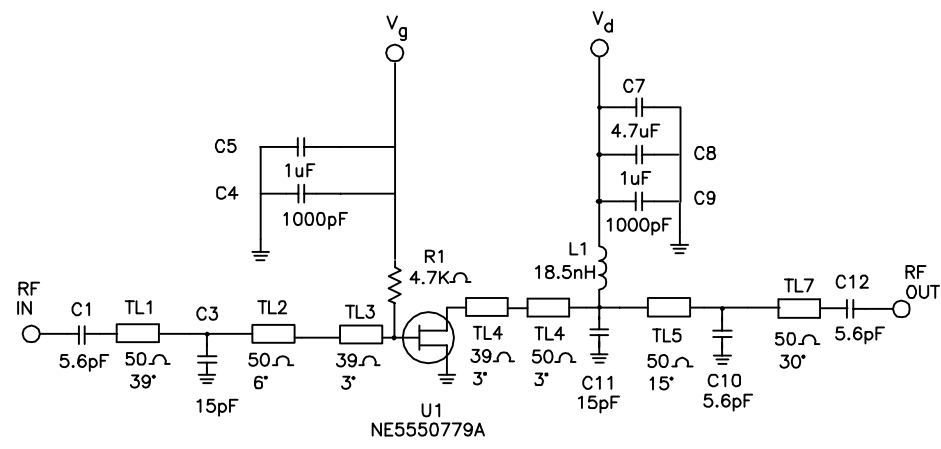 Vg
Vd
C5
1uF
C4
1000pF
C7
4.7uF
C8
1uF
C9
1000pF
R1
4.7KΩ
L1
18.5nH
RF
IN
C1
5.6pF
TL1
50Ω
39°
C3
15pF
TL2
50Ω
6°
TL3
39Ω
3°
U1
NE5550779A
TL4
39Ω
3°
TL4
50Ω
3°
C11
15pF
TL5
50Ω
15°
C10
5.6pF
TL7
50Ω
30°
C12
5.6pF
RF
OUT